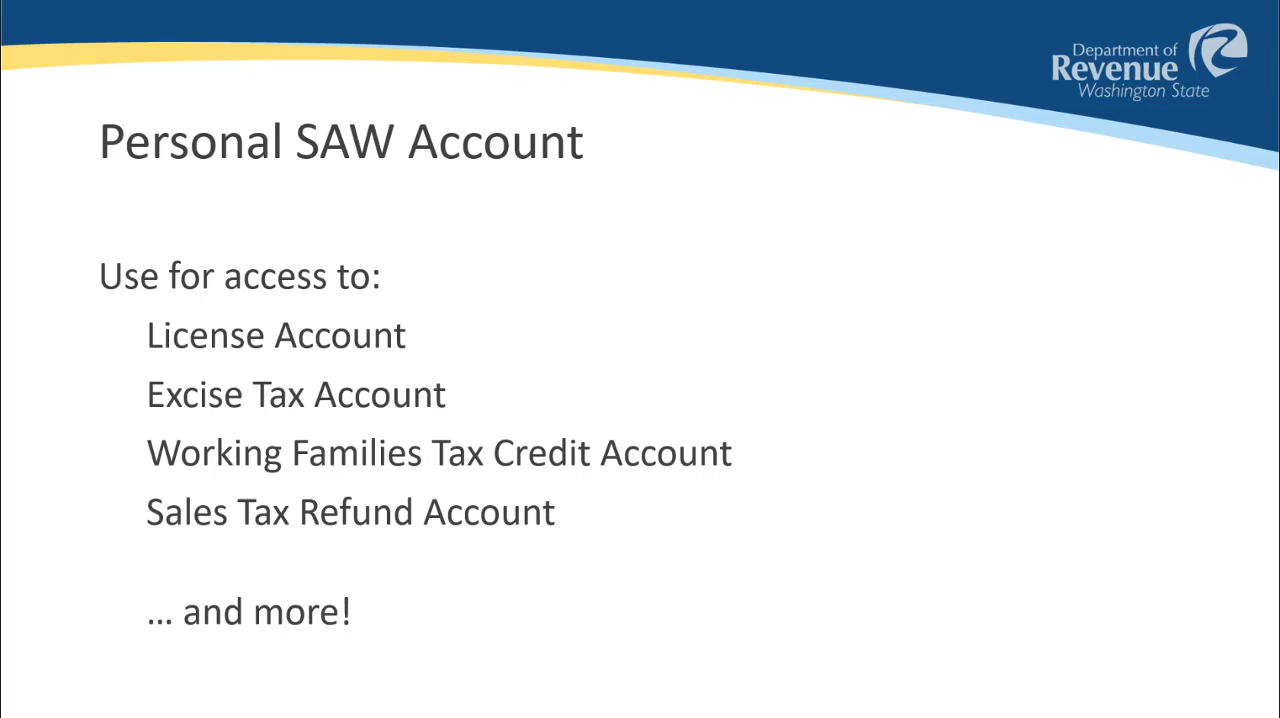 Department of
Revenue
Washington State
Personal SAW Account
Use for access to:
License Account
Excise Tax Account
Working Families Tax Credit Account
Sales Tax Refund Account
… and more!